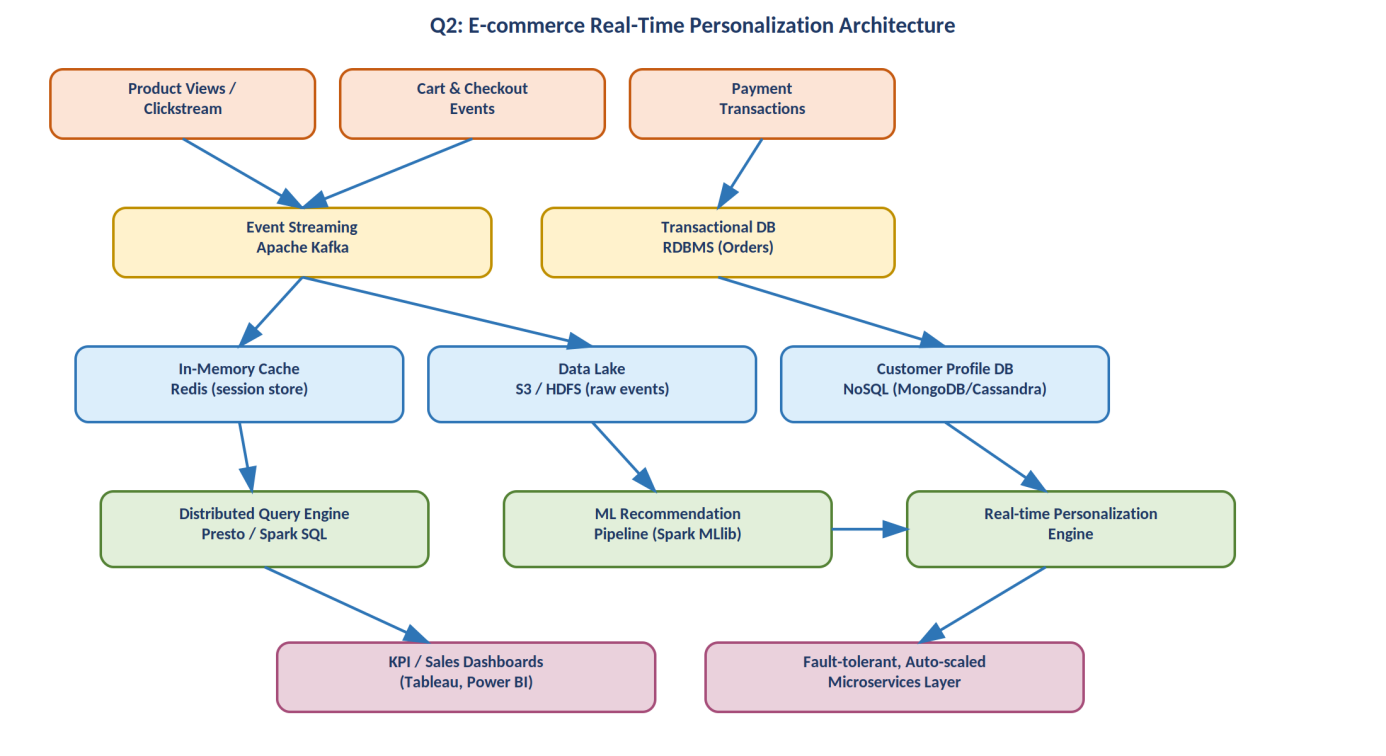 Q2: E-commerce Real-Time Personalization Architecture
Product Views /
Clickstream
Cart & Checkout
Events
Payment
Transactions
Event Streaming
Apache Kafka
Transactional DB
RDBMS (Orders)
In-Memory Cache
Redis (session store)
Data Lake
S3 / HDFS (raw events)
Customer Profile DB
NoSQL (MongoDB/Cassandra)
Distributed Query Engine
Presto / Spark SQL
ML Recommendation
Pipeline (Spark MLlib)
Real-time Personalization
Engine
KPI / Sales Dashboards
(Tableau, Power BI)
Fault-tolerant, Auto-scaled
Microservices Layer